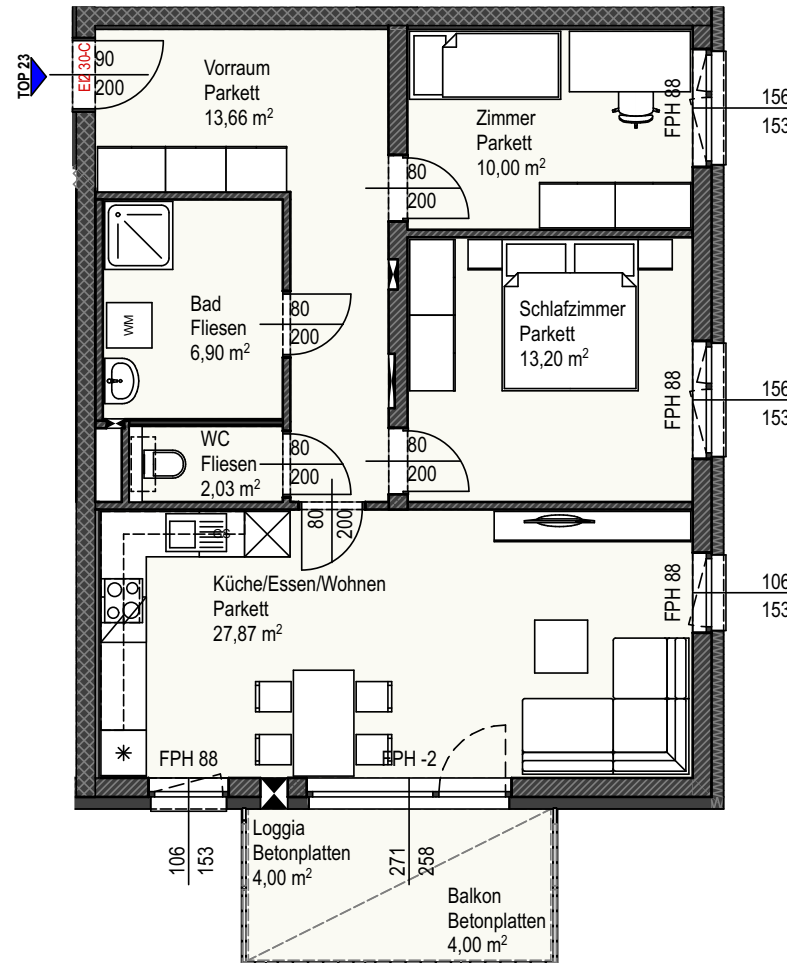 TOP 23
EI2 30-C
90
200
Vorraum
Parkett
13,66 m²
Zimmer
Parkett
10,00 m²
FPH 88
156
153
80
200
Bad
Fliesen
6,90 m²
WM
80
200
Schlafzimmer
Parkett
13,20 m²
FPH 88
156
153
WC
Fliesen
2,03 m²
80
200
80
200
80
200
GS
Küche/Essen/Wohnen
Parkett
27,87 m²
FPH 88
106
153
FPH 88
FPH -2
106
153
271
258
Loggia
Betonplatten
4,00 m²
Balkon
Betonplatten
4,00 m²